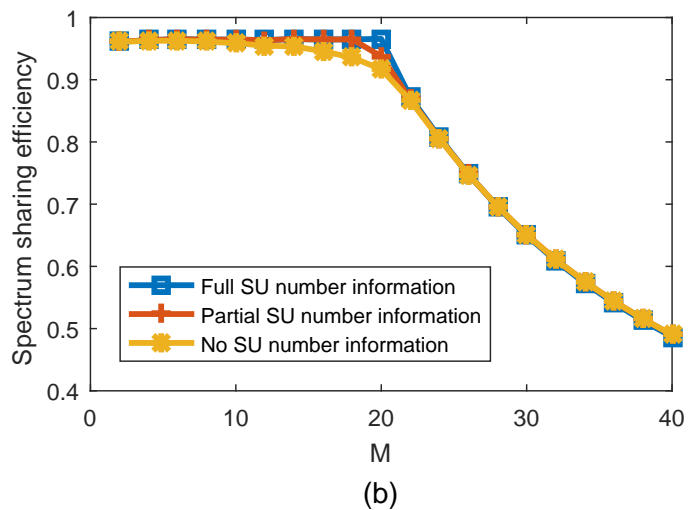 1
0.9
0.8
0.7
0.6
0.5
0.4
Spectrum sharing efficiency
Full SU number information
Partial SU number information
No SU number information
0 10 20 30 40
M
(b)